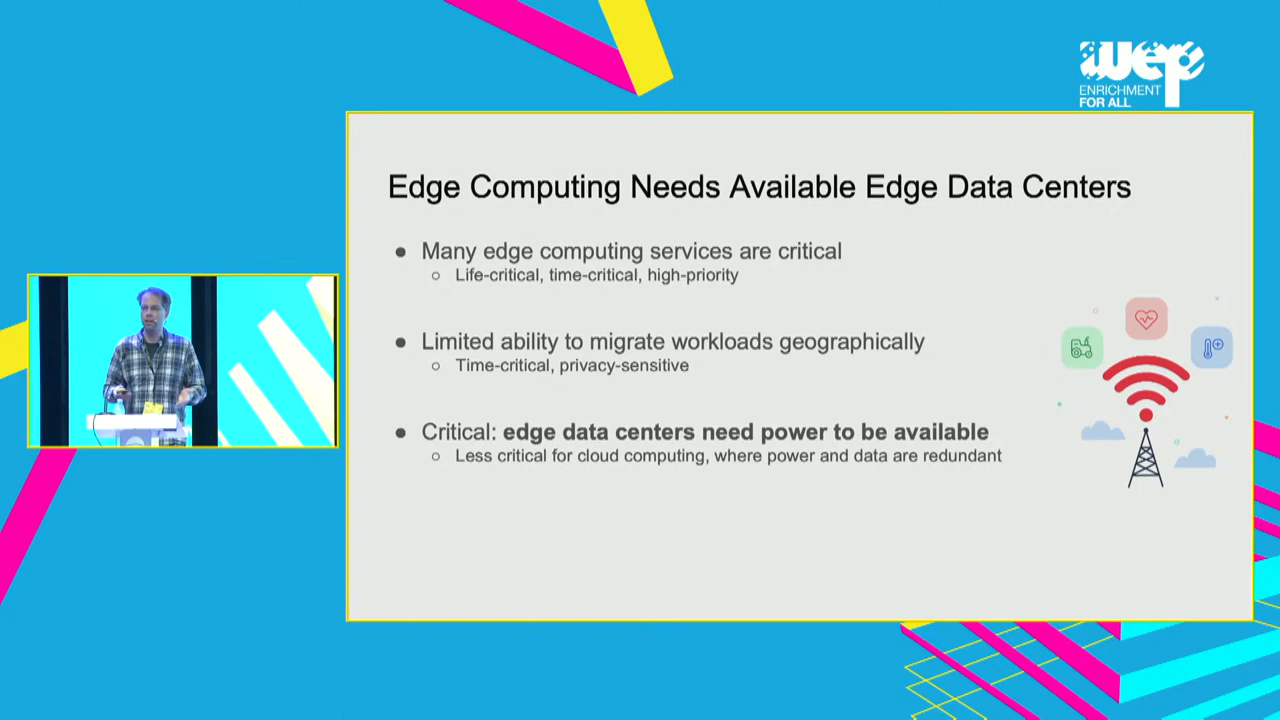 wep
ENRICHMENT
FOR ALL
Edge Computing Needs Available Edge Data Centers
● Many edge computing services are critical
○ Life-critical, time-critical, high-priority
● Limited ability to migrate workloads geographically
○ Time-critical, privacy-sensitive
● Critical: edge data centers need power to be available
○ Less critical for cloud computing, where power and data are redundant